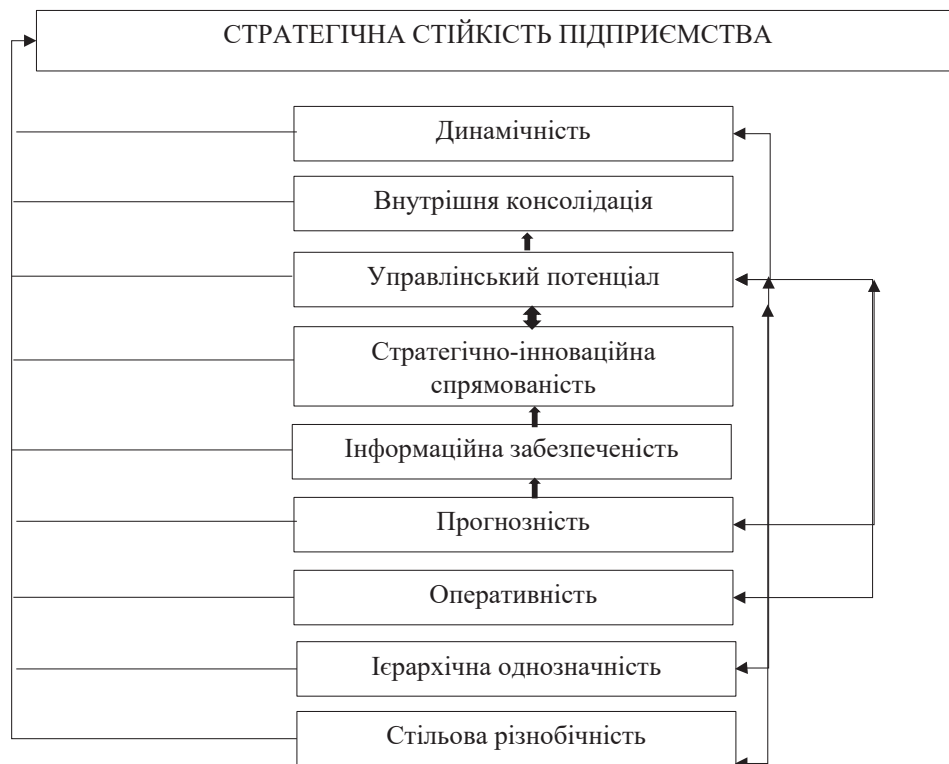 СТРАТЕГІЧНА СТІЙКІСТЬ ПІДПРИЄМСТВА
Динамічність
Внутрішня консолідація
Управлінський потенціал
Стратегічно-інноваційна
спрямованість
Інформаційна забезпеченість
Прогнозність
Оперативність
Ієрархічна однозначність
Стільова різнобічність